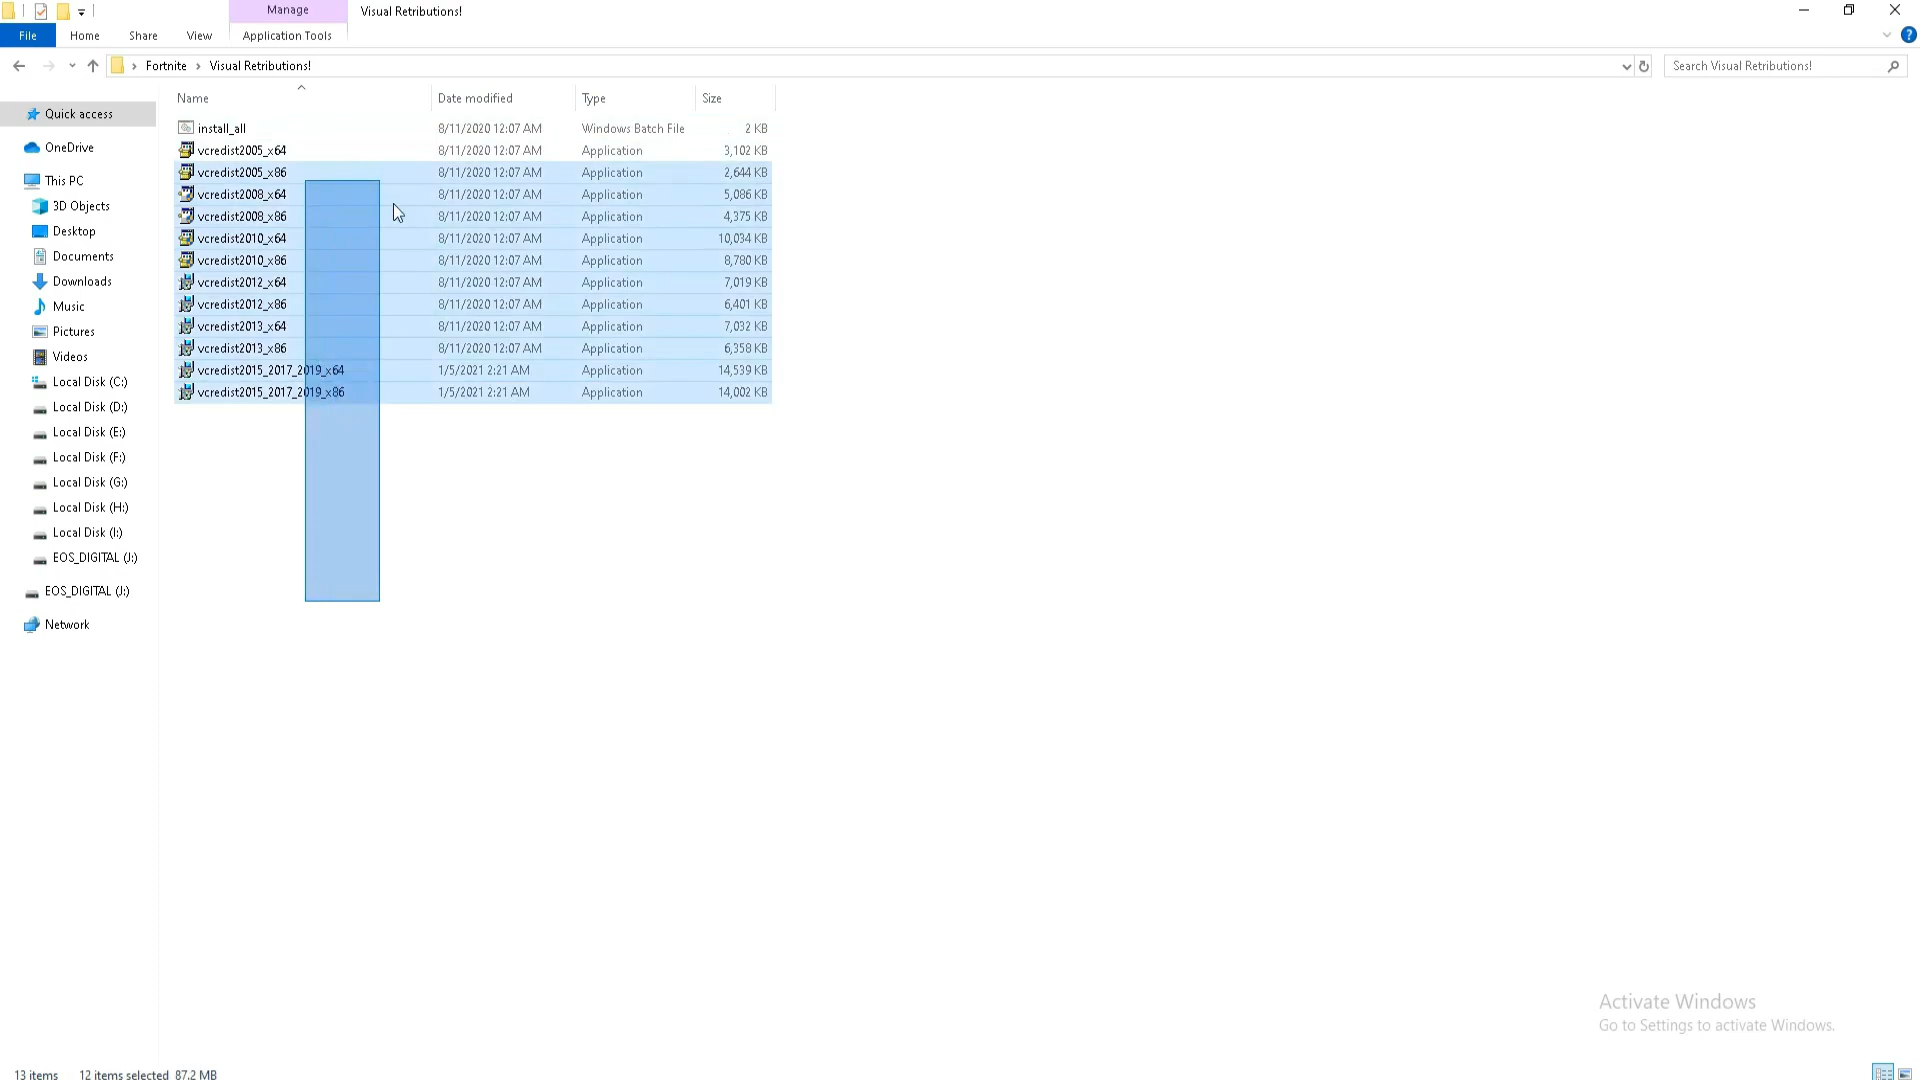 Manage
Visual Retributions!
File
Home
Share
View
Application Tools
Fortnite
Visual Retributions!
Search Visual Retributions!
Name
Date modified
Type
Size
Quick access
OneDrive
This PC
3D Objects
Desktop
Documents
Downloads
Music
Pictures
Videos
Local Disk (C:)
Local Disk (D:)
Local Disk (E:)
Local Disk (F:)
Local Disk (G:)
Local Disk (H:)
Local Disk (I:)
EOS_DIGITAL (J:)
EOS_DIGITAL (J:)
Network
install_all 8/11/2020 12:07 AM Windows Batch File 2 KB
vcredist2005_x64 8/11/2020 12:07 AM Application 3,102 KB
vcredist2005_x86 8/11/2020 12:07 AM Application 2,644 KB
vcredist2008_x64 8/11/2020 12:07 AM Application 5,086 KB
vcredist2008_x86 8/11/2020 12:07 AM Application 4,375 KB
vcredist2010_x64 8/11/2020 12:07 AM Application 10,034 KB
vcredist2010_x86 8/11/2020 12:07 AM Application 8,780 KB
vcredist2012_x64 8/11/2020 12:07 AM Application 7,019 KB
vcredist2012_x86 8/11/2020 12:07 AM Application 6,401 KB
vcredist2013_x64 8/11/2020 12:07 AM Application 7,032 KB
vcredist2013_x86 8/11/2020 12:07 AM Application 6,358 KB
vcredist2015_2017_2019_x64 1/5/2021 2:21 AM Application 14,539 KB
vcredist2015_2017_2019_x86 1/5/2021 2:21 AM Application 14,002 KB
Activate Windows
Go to Settings to activate Windows.
13 items
12 items selected 87.2 MB